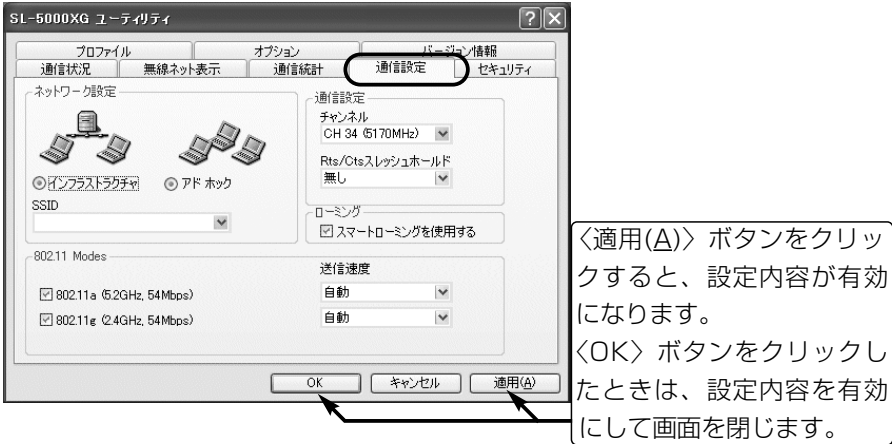 SL-5000XG ユーティリティ
プロファイル オプション バージョン情報
通信状況 無線ネット表示 通信統計 通信設定 セキュリティ
ネットワーク設定
インフラストラクチャ アド ホック
SSID
通信設定
チャンネル
CH 34 (5170MHz)
Rts/Ctsスレッシュホールド
無し
ローミング
スマートローミングを使用する
802.11 Modes
送信速度
802.11a (5.2GHz, 54Mbps) 自動
802.11g (2.4GHz, 54Mbps) 自動
OK キャンセル 適用(A)
〈適用(A)〉ボタンをクリッ
クすると、設定内容が有効
になります。
〈OK〉ボタンをクリックし
たときは、設定内容を有効
にして画面を閉じます。